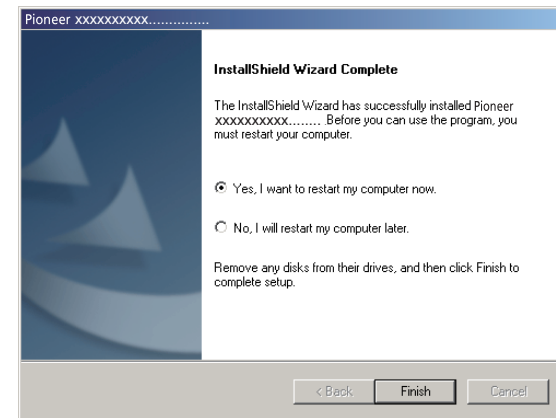 Pioneer xxxxxxxxxx...............
InstallShield Wizard Complete
The InstallShield Wizard has successfully installed Pioneer
xxxxxxxxxx........ .Before you can use the program, you
must restart your computer.
Yes, I want to restart my computer now.
No, I will restart my computer later.
Remove any disks from their drives, and then click Finish to
complete setup.
< Back Finish Cancel